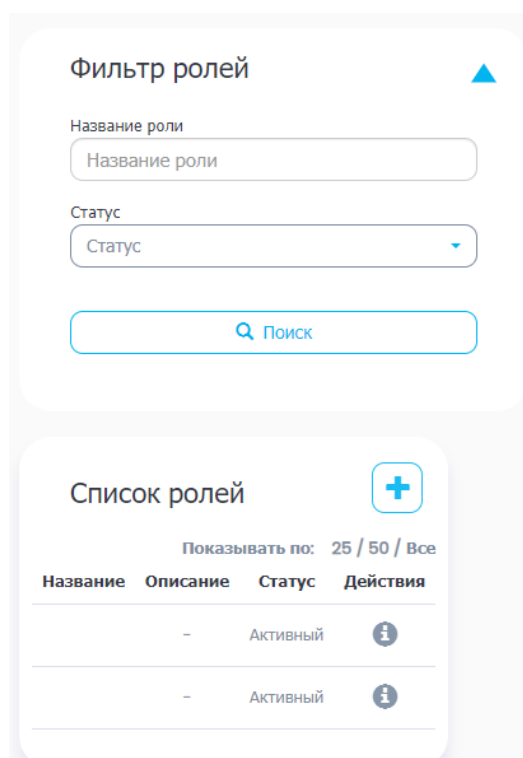 Фильтр ролей
Название роли
Название роли
Статус
Статус
Поиск
Список ролей
Показывать по: 25 / 50 / Все
Название Описание Статус Действия
– Активный
– Активный